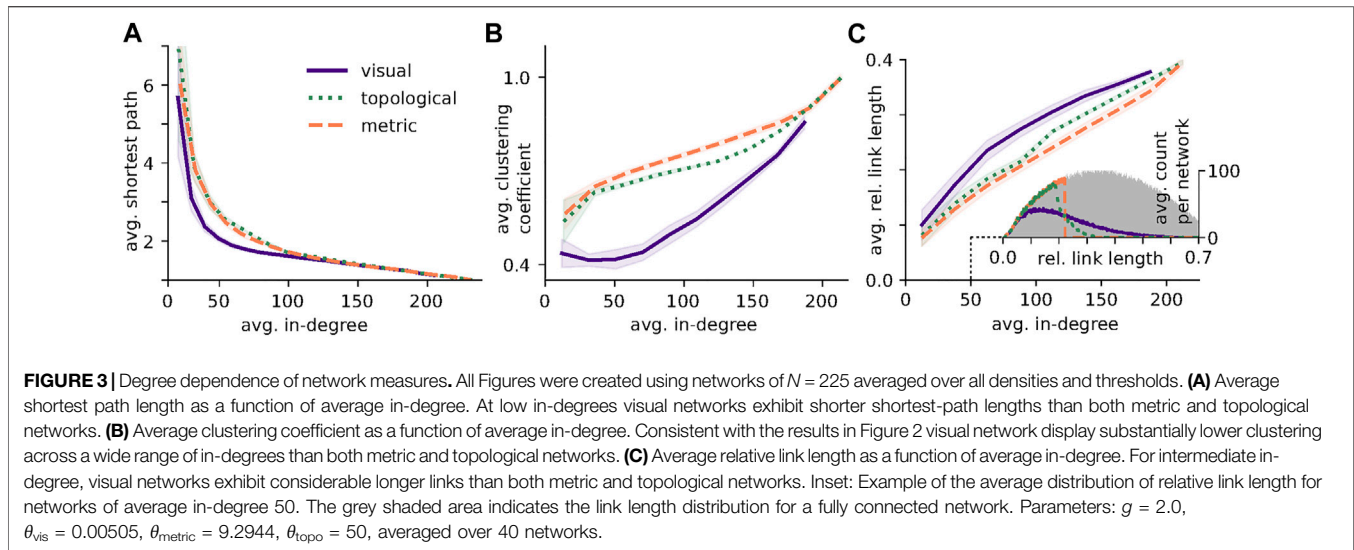 A
avg. shortest path
6
4
2
0
100
200
avg. in-degree
visual
topological
metric
B
avg. clustering
coefficient
1.0
0.4
0
50
100
150
200
avg. in-degree
C
avg. rel. link length
0.4
0.0
0
50
100
150
200
avg. in-degree
avg. count
per network
100
0
0.0
rel. link length
0.7
FIGURE 3 | Degree dependence of network measures. All Figures were created using networks of N = 225 averaged over all densities and thresholds. (A) Average
shortest path length as a function of average in-degree. At low in-degrees visual networks exhibit shorter shortest-path lengths than both metric and topological
networks. (B) Average clustering coefficient as a function of average in-degree. Consistent with the results in Figure 2 visual network display substantially lower clustering
across a wide range of in-degrees than both metric and topological networks. (C) Average relative link length as a function of average in-degree. For intermediate in-
degree, visual networks exhibit considerable longer links than both metric and topological networks. Inset: Example of the average distribution of relative link length for
networks of average in-degree 50. The grey shaded area indicates the link length distribution for a fully connected network. Parameters: g = 2.0,
θvis = 0.00505, θmetric = 9.2944, θtopo = 50, averaged over 40 networks.